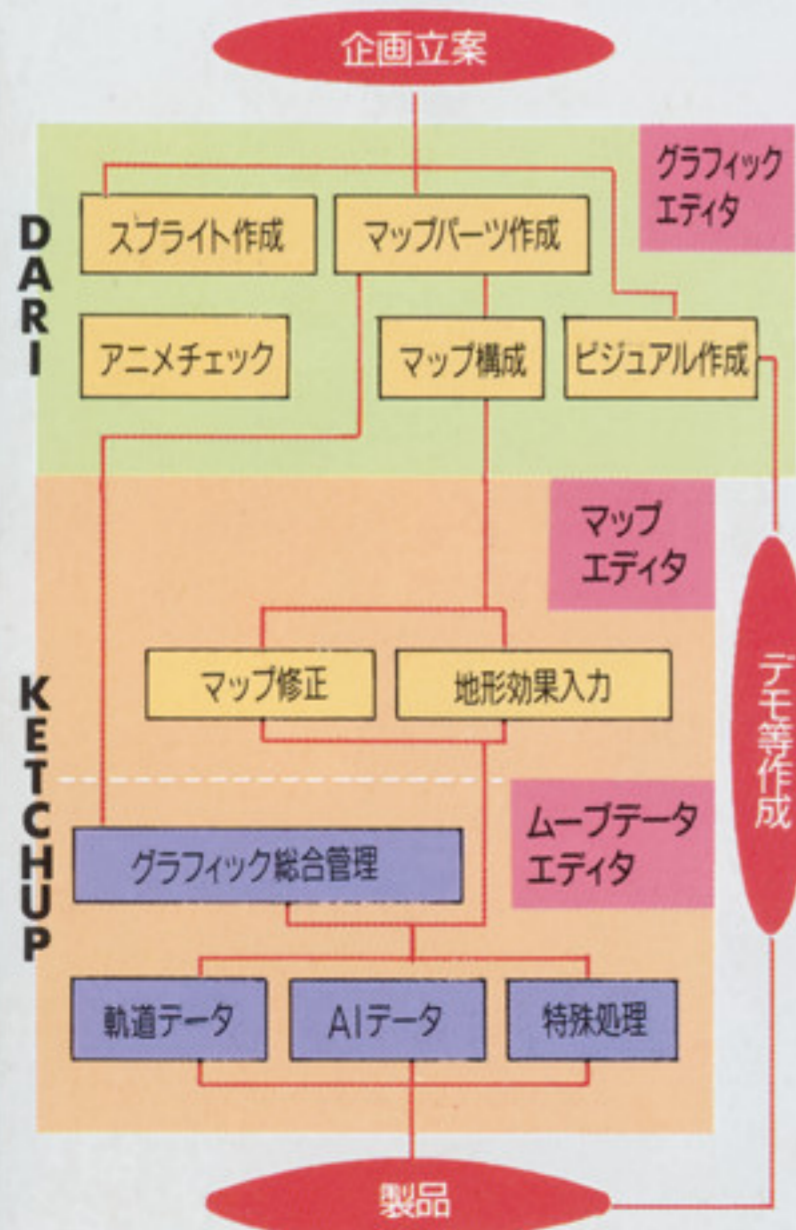 企画立案
グラフィック
エディタ
DARI
スプライト作成
マップパーツ作成
アニメチェック
マップ構成
ビジュアル作成
マップ
エディタ
KETCHUP
マップ修正
地形効果入力
デモ等作成
ムーブデータ
エディタ
グラフィック総合管理
軌道データ
AIデータ
特殊処理
製品